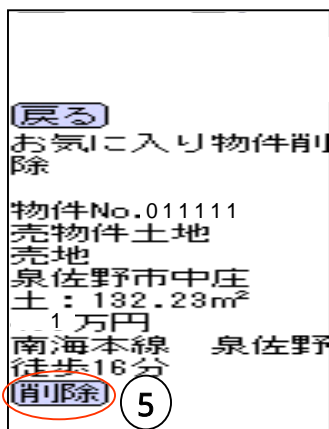 戻る
お気に入り物件削
除
物件No.011111
売物件土地
売地
泉佐野市中庄
土：132.23m²
1万円
南海本線　泉佐野
徒歩16分
削除
5